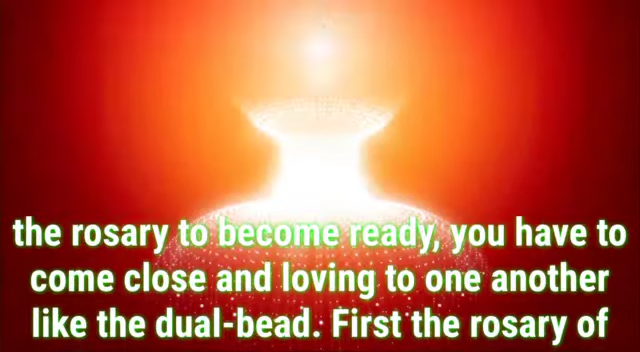 the rosary to become ready, you have to
come close and loving to one another
like the dual-bead. First the rosary of